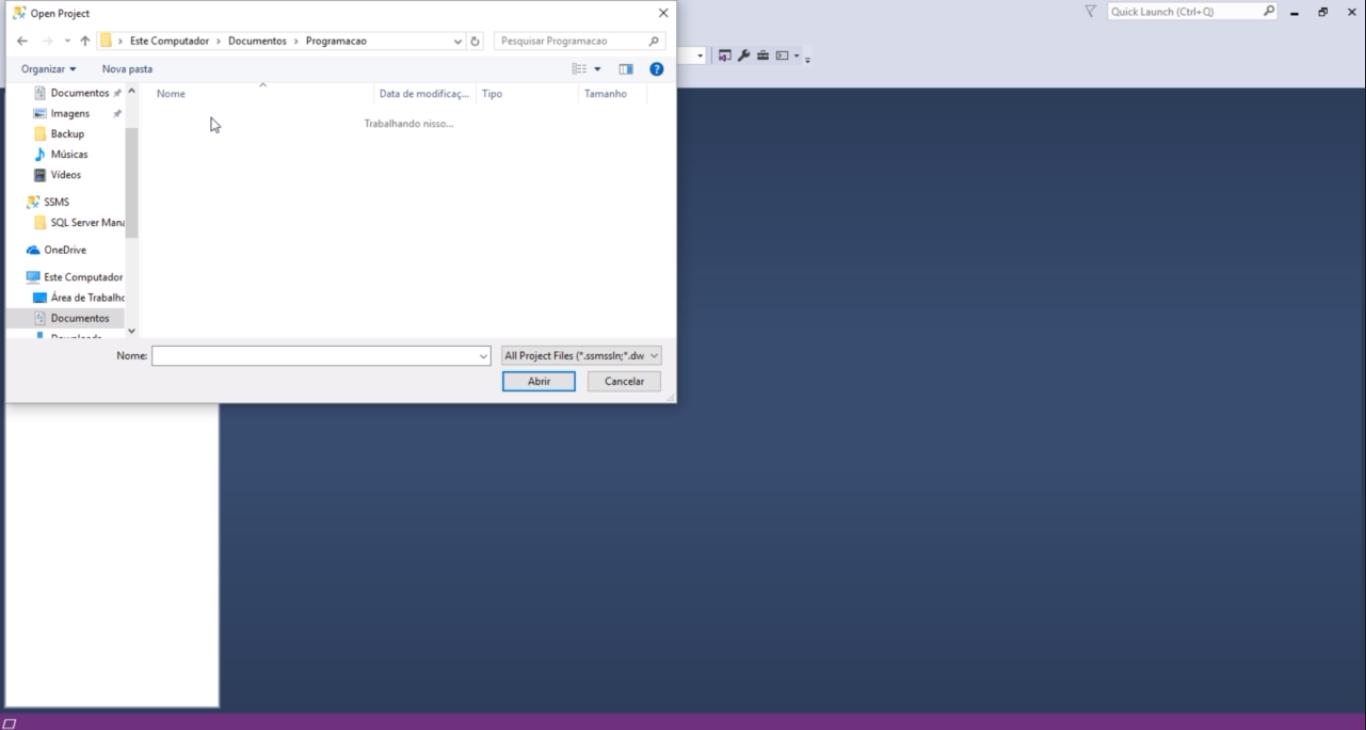 Open Project
Quick Launch (Ctrl+Q)
Este Computador > Documentos > Programacao
Pesquisar Programacao
Organizar
Nova pasta
Documentos
Imagens
Backup
Músicas
Vídeos
SSMS
SQL Server Mana
OneDrive
Este Computador
Área de Trabalho
Documentos
Nome
Data de modificaç...
Tipo
Tamanho
Trabalhando nisso...
Nome:
All Project Files (*.ssmssln;*.dw
Abrir
Cancelar